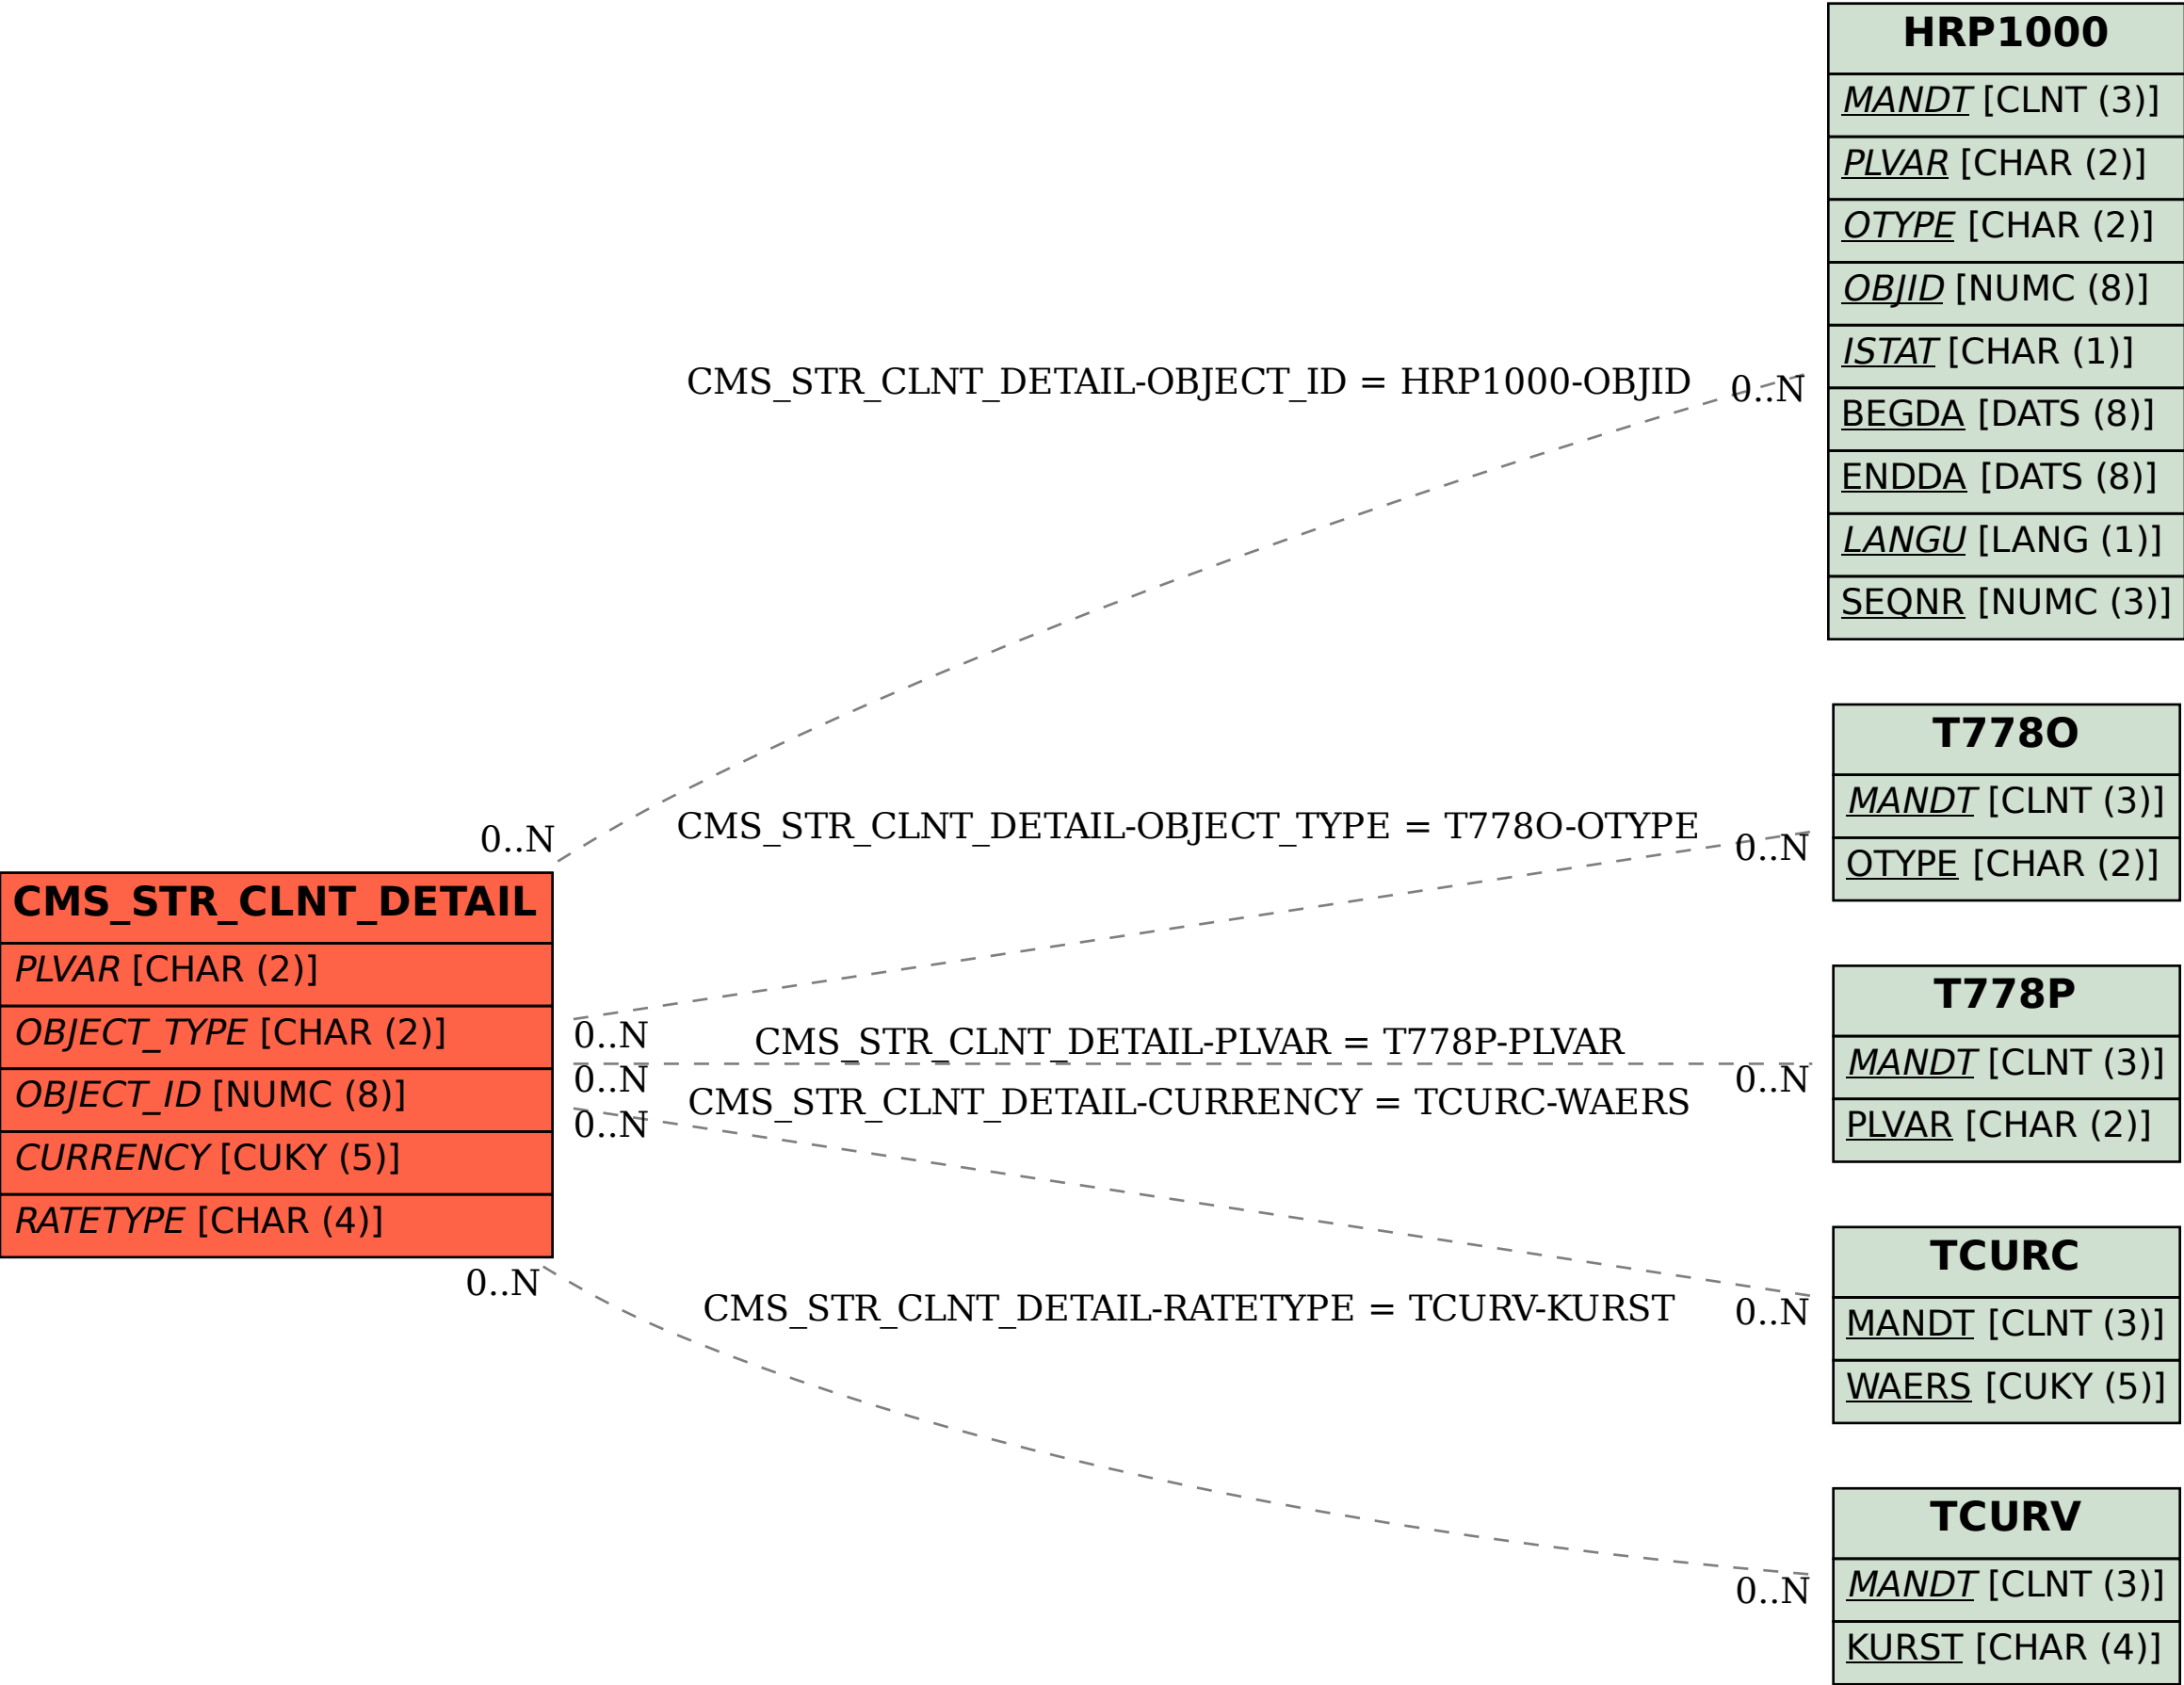 HRP1000
MANDT [CLNT (3)]
PLVAR [CHAR (2)]
OTYPE [CHAR (2)]
OBJID [NUMC (8)]
ISTAT [CHAR (1)]
BEGDA [DATS (8)]
ENDDA [DATS (8)]
LANGU [LANG (1)]
SEQNR [NUMC (3)]
CMS_STR_CLNT_DETAIL-OBJECT_ID = HRP1000-OBJID
0..N
0..N
T778O
MANDT [CLNT (3)]
OTYPE [CHAR (2)]
CMS_STR_CLNT_DETAIL-OBJECT_TYPE = T778O-OTYPE
0..N
0..N
CMS_STR_CLNT_DETAIL
PLVAR [CHAR (2)]
OBJECT_TYPE [CHAR (2)]
OBJECT_ID [NUMC (8)]
CURRENCY [CUKY (5)]
RATETYPE [CHAR (4)]
T778P
MANDT [CLNT (3)]
PLVAR [CHAR (2)]
CMS_STR_CLNT_DETAIL-PLVAR = T778P-PLVAR
0..N
0..N
CMS_STR_CLNT_DETAIL-CURRENCY = TCURC-WAERS
0..N
0..N
TCURC
MANDT [CLNT (3)]
WAERS [CUKY (5)]
CMS_STR_CLNT_DETAIL-RATETYPE = TCURV-KURST
0..N
0..N
TCURV
MANDT [CLNT (3)]
KURST [CHAR (4)]